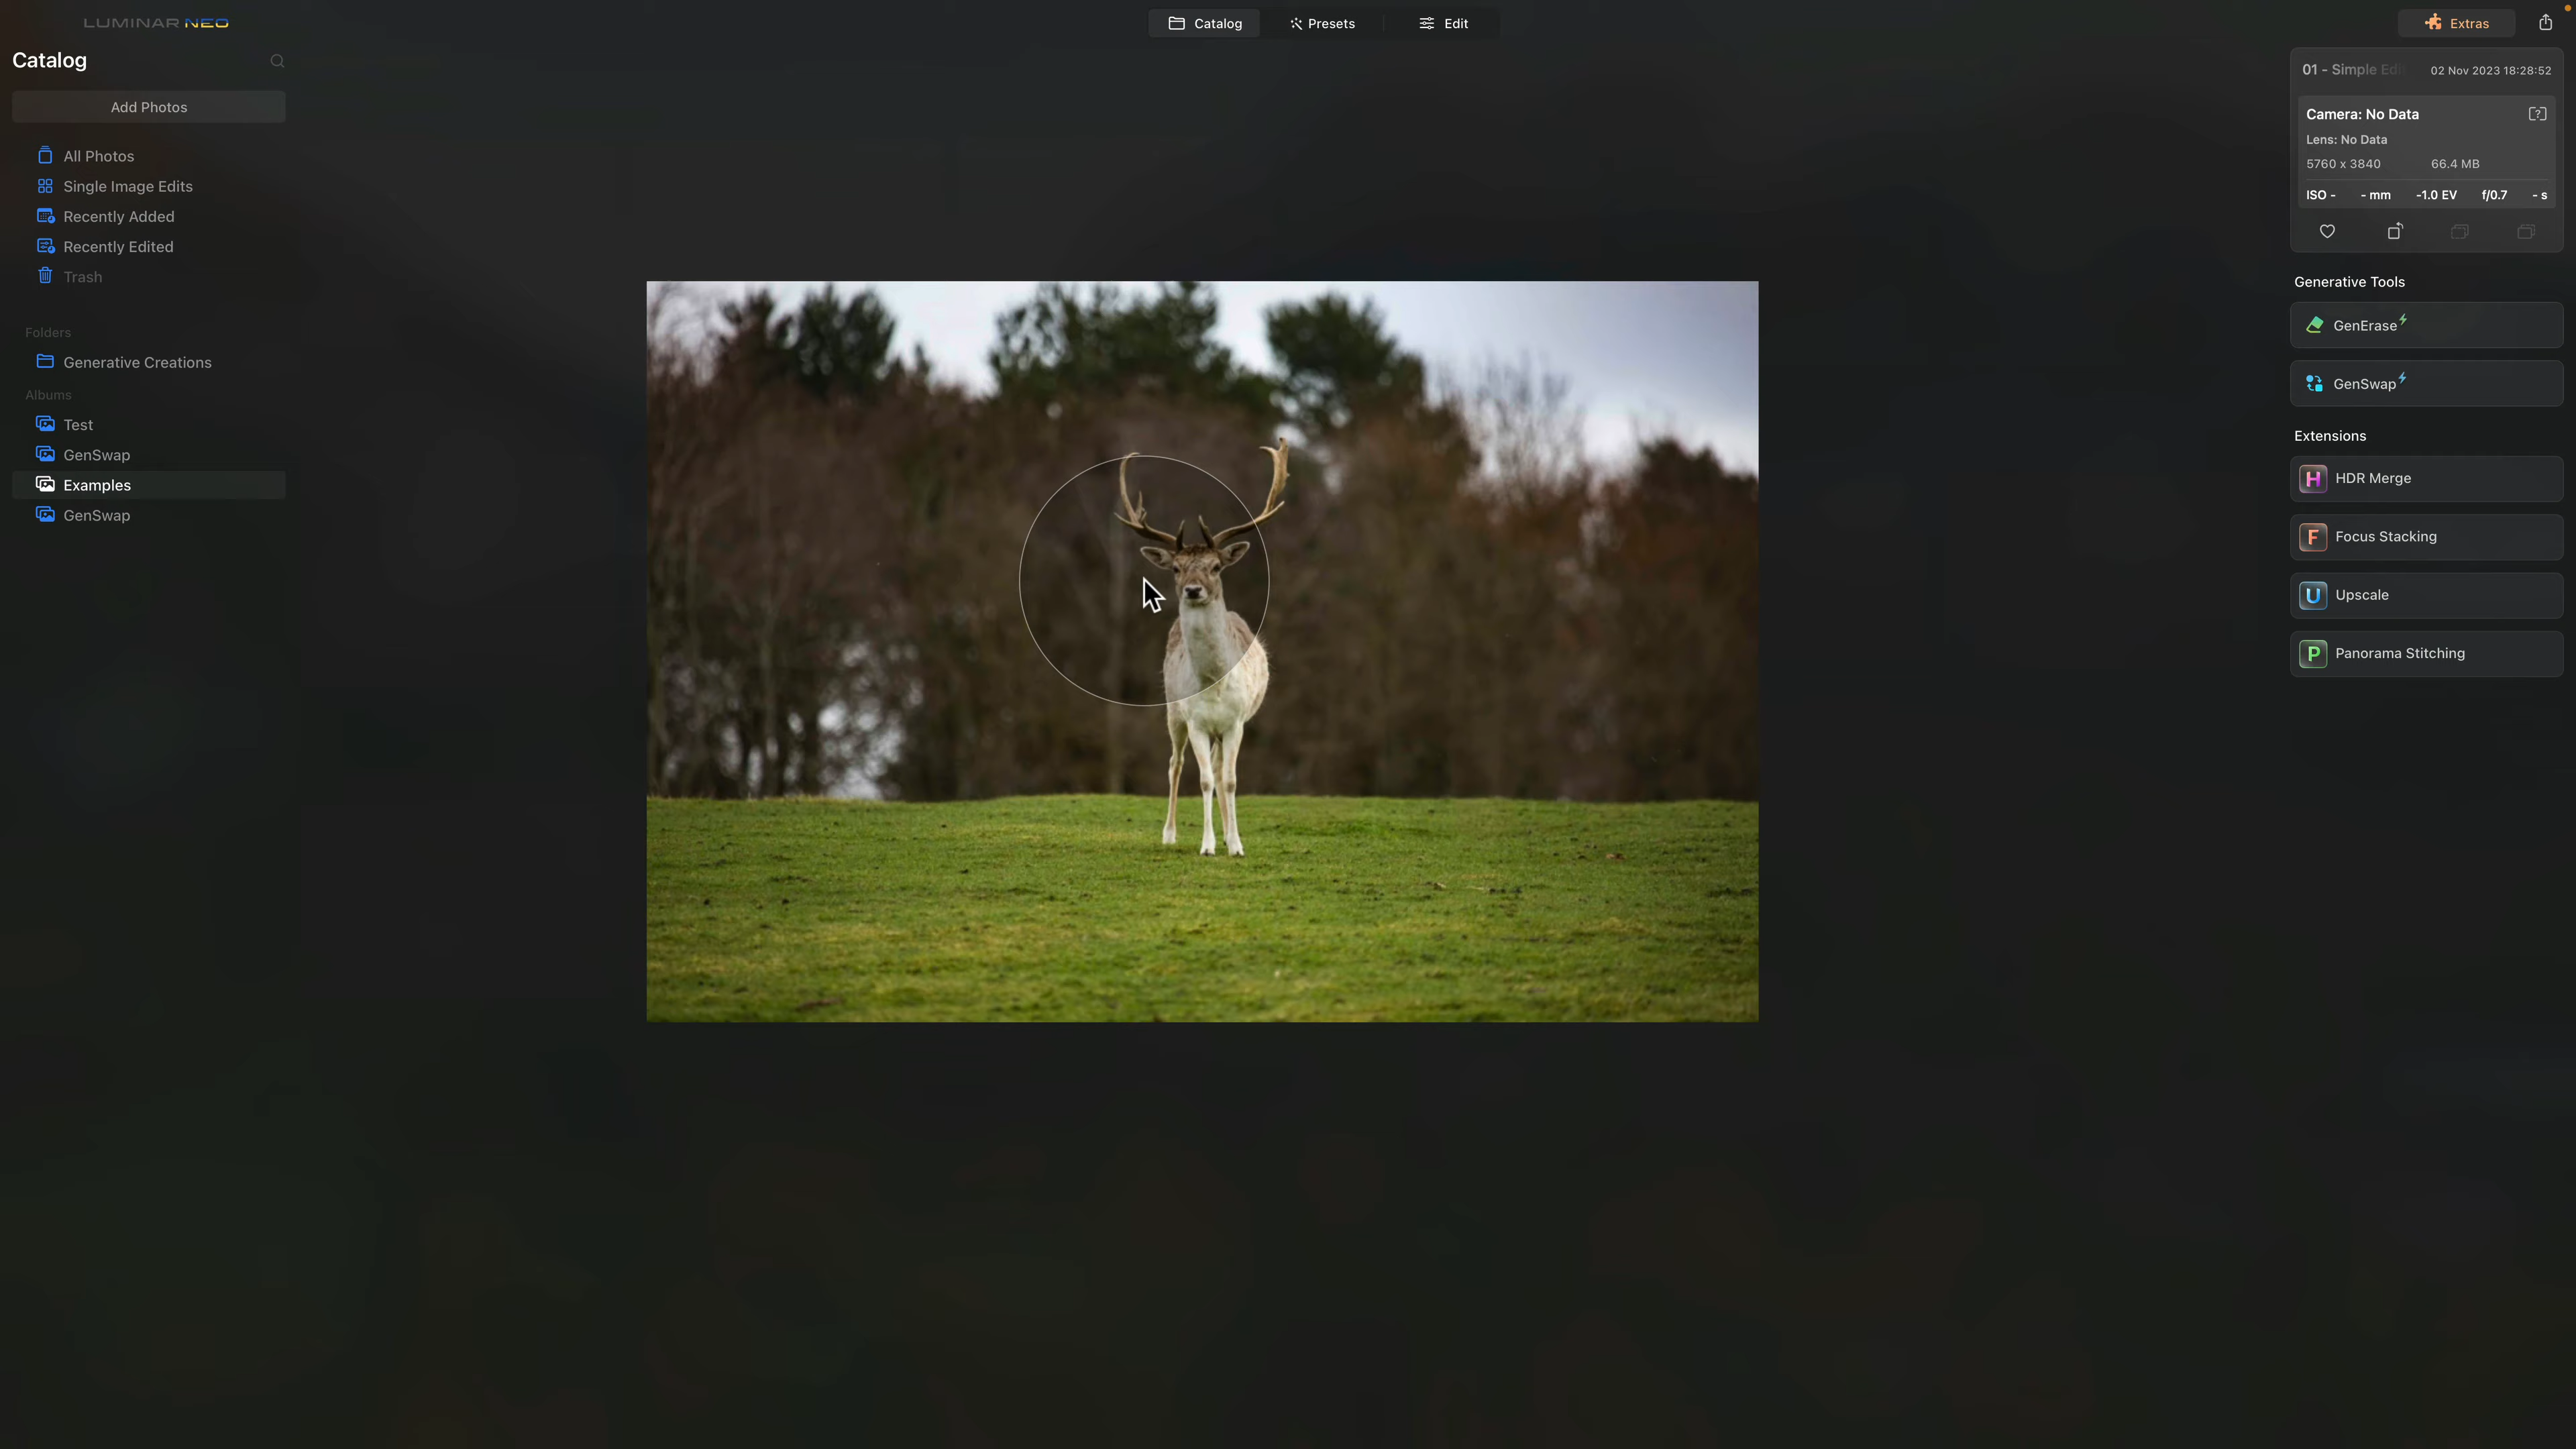 LUMINAR NEO
Catalog
Presets
Edit
Extras
Catalog
Add Photos
All Photos
Single Image Edits
Recently Added
Recently Edited
Trash
Folders
Generative Creations
Albums
Test
GenSwap
Examples
GenSwap
01 - Simple Edi 02 Nov 2023 18:28:52
Camera: No Data
Lens: No Data
5760 x 3840 66.4 MB
ISO - - mm -1.0 EV f/0.7 - s
Generative Tools
GenErase
GenSwap
Extensions
H HDR Merge
F Focus Stacking
U Upscale
P Panorama Stitching